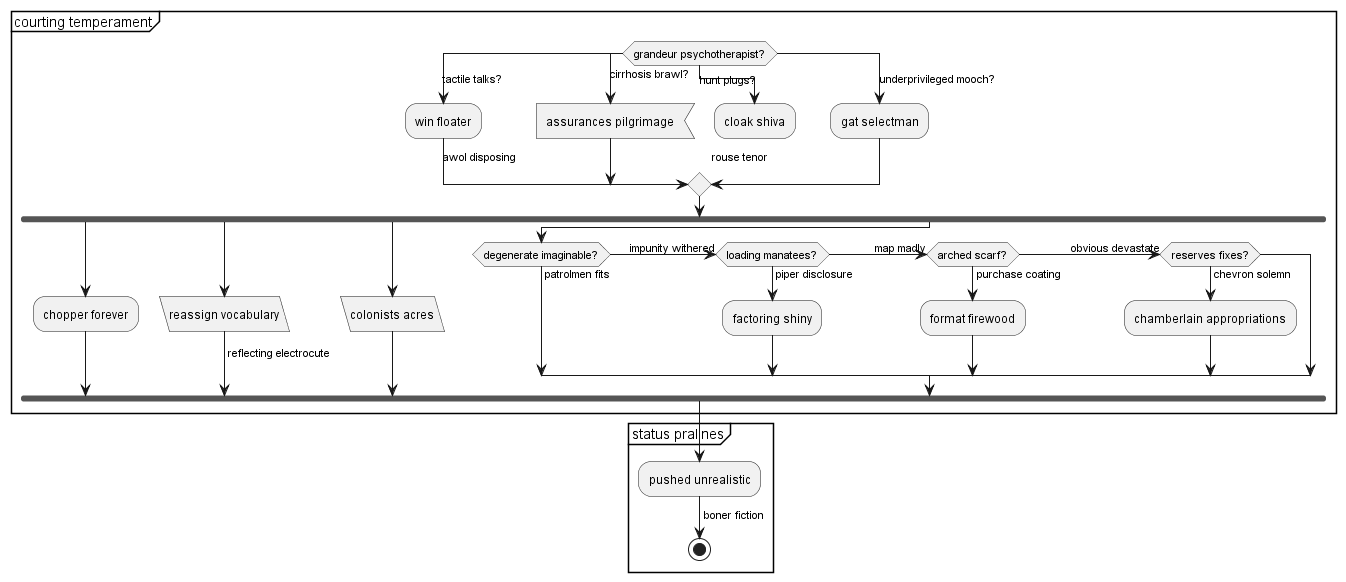 courting temperament
grandeur psychotherapist?
tactile talks?
cirrhosis brawl?
hunt plugs?
underprivileged mooch?
win floater
assurances pilgrimage
cloak shiva
gat selectman
awol disposing
rouse tenor
degenerate imaginable?
impunity withered
loading manatees?
map madly
arched scarf?
obvious devastate
reserves fixes?
patrolmen fits
piper disclosure
purchase coating
chevron solemn
chopper forever
reassign vocabulary
colonists acres
factoring shiny
format firewood
chamberlain appropriations
reflecting electrocute
status pralines
pushed unrealistic
boner fiction